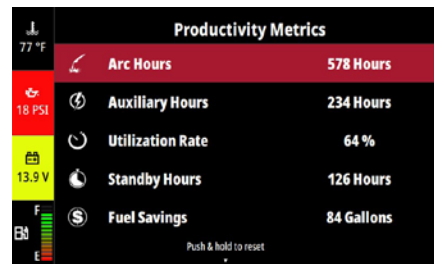 Productivity Metrics
77 °F
Arc Hours 578 Hours
18 PSI
Auxiliary Hours 234 Hours
Utilization Rate 64 %
13.9 V
Standby Hours 126 Hours
F
Fuel Savings 84 Gallons
E
Push & hold to reset